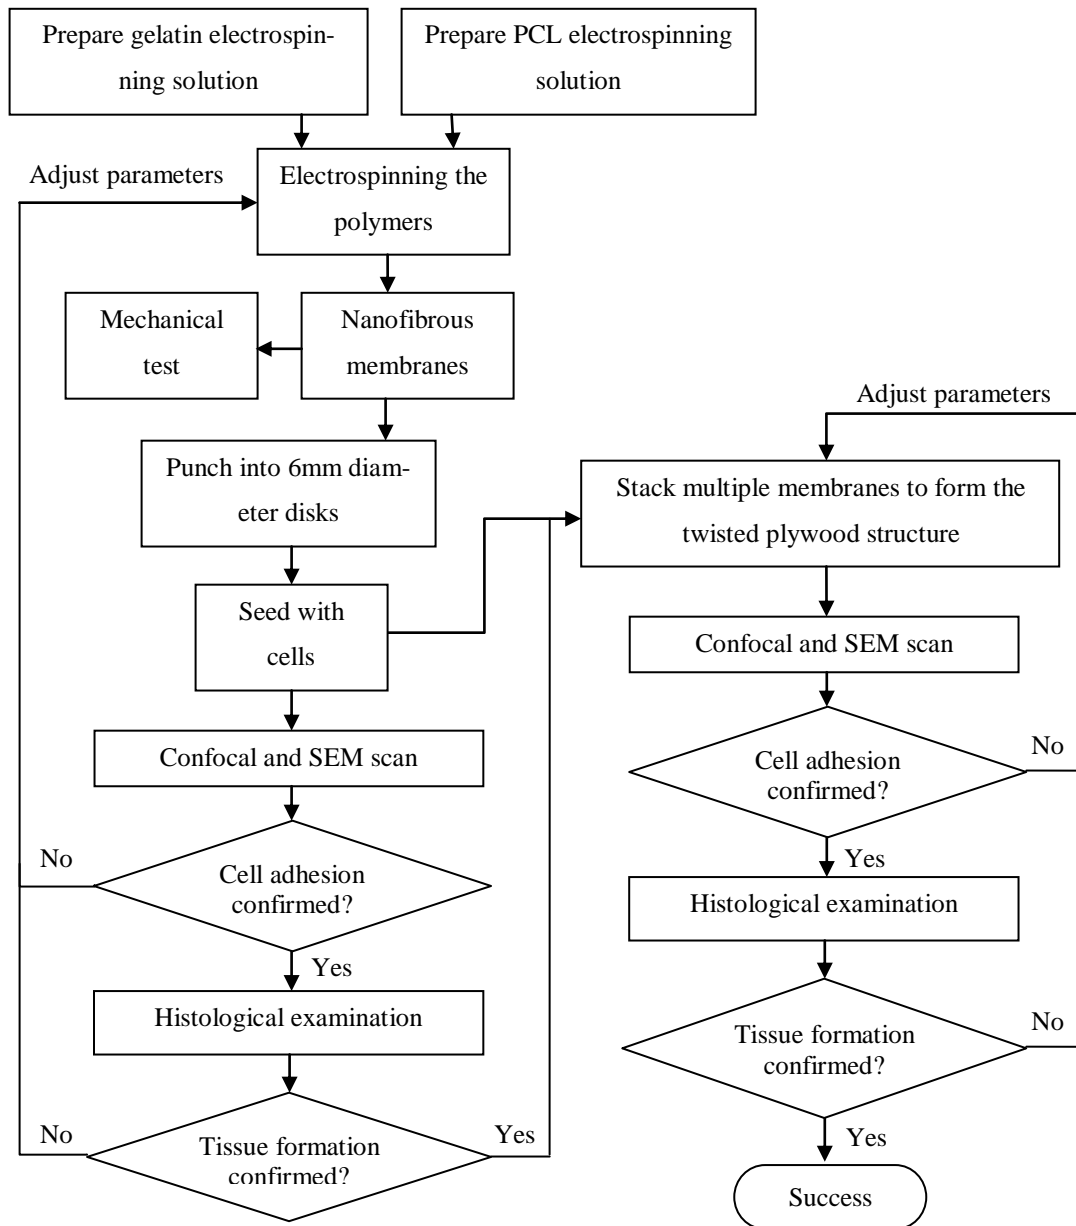 Prepare gelatin electrospin-
ning solution
Prepare PCL electrospinning
solution
Adjust parameters
Electrospinning the
polymers
Mechanical
test
Nanofibrous
membranes
Punch into 6mm diam-
eter disks
Seed with
cells
Confocal and SEM scan
No
Cell adhesion
confirmed?
Yes
Histological examination
No
Tissue formation
confirmed?
Yes
Adjust parameters
Stack multiple membranes to form the
twisted plywood structure
Confocal and SEM scan
No
Cell adhesion
confirmed?
Yes
Histological examination
No
Tissue formation
confirmed?
Yes
Success